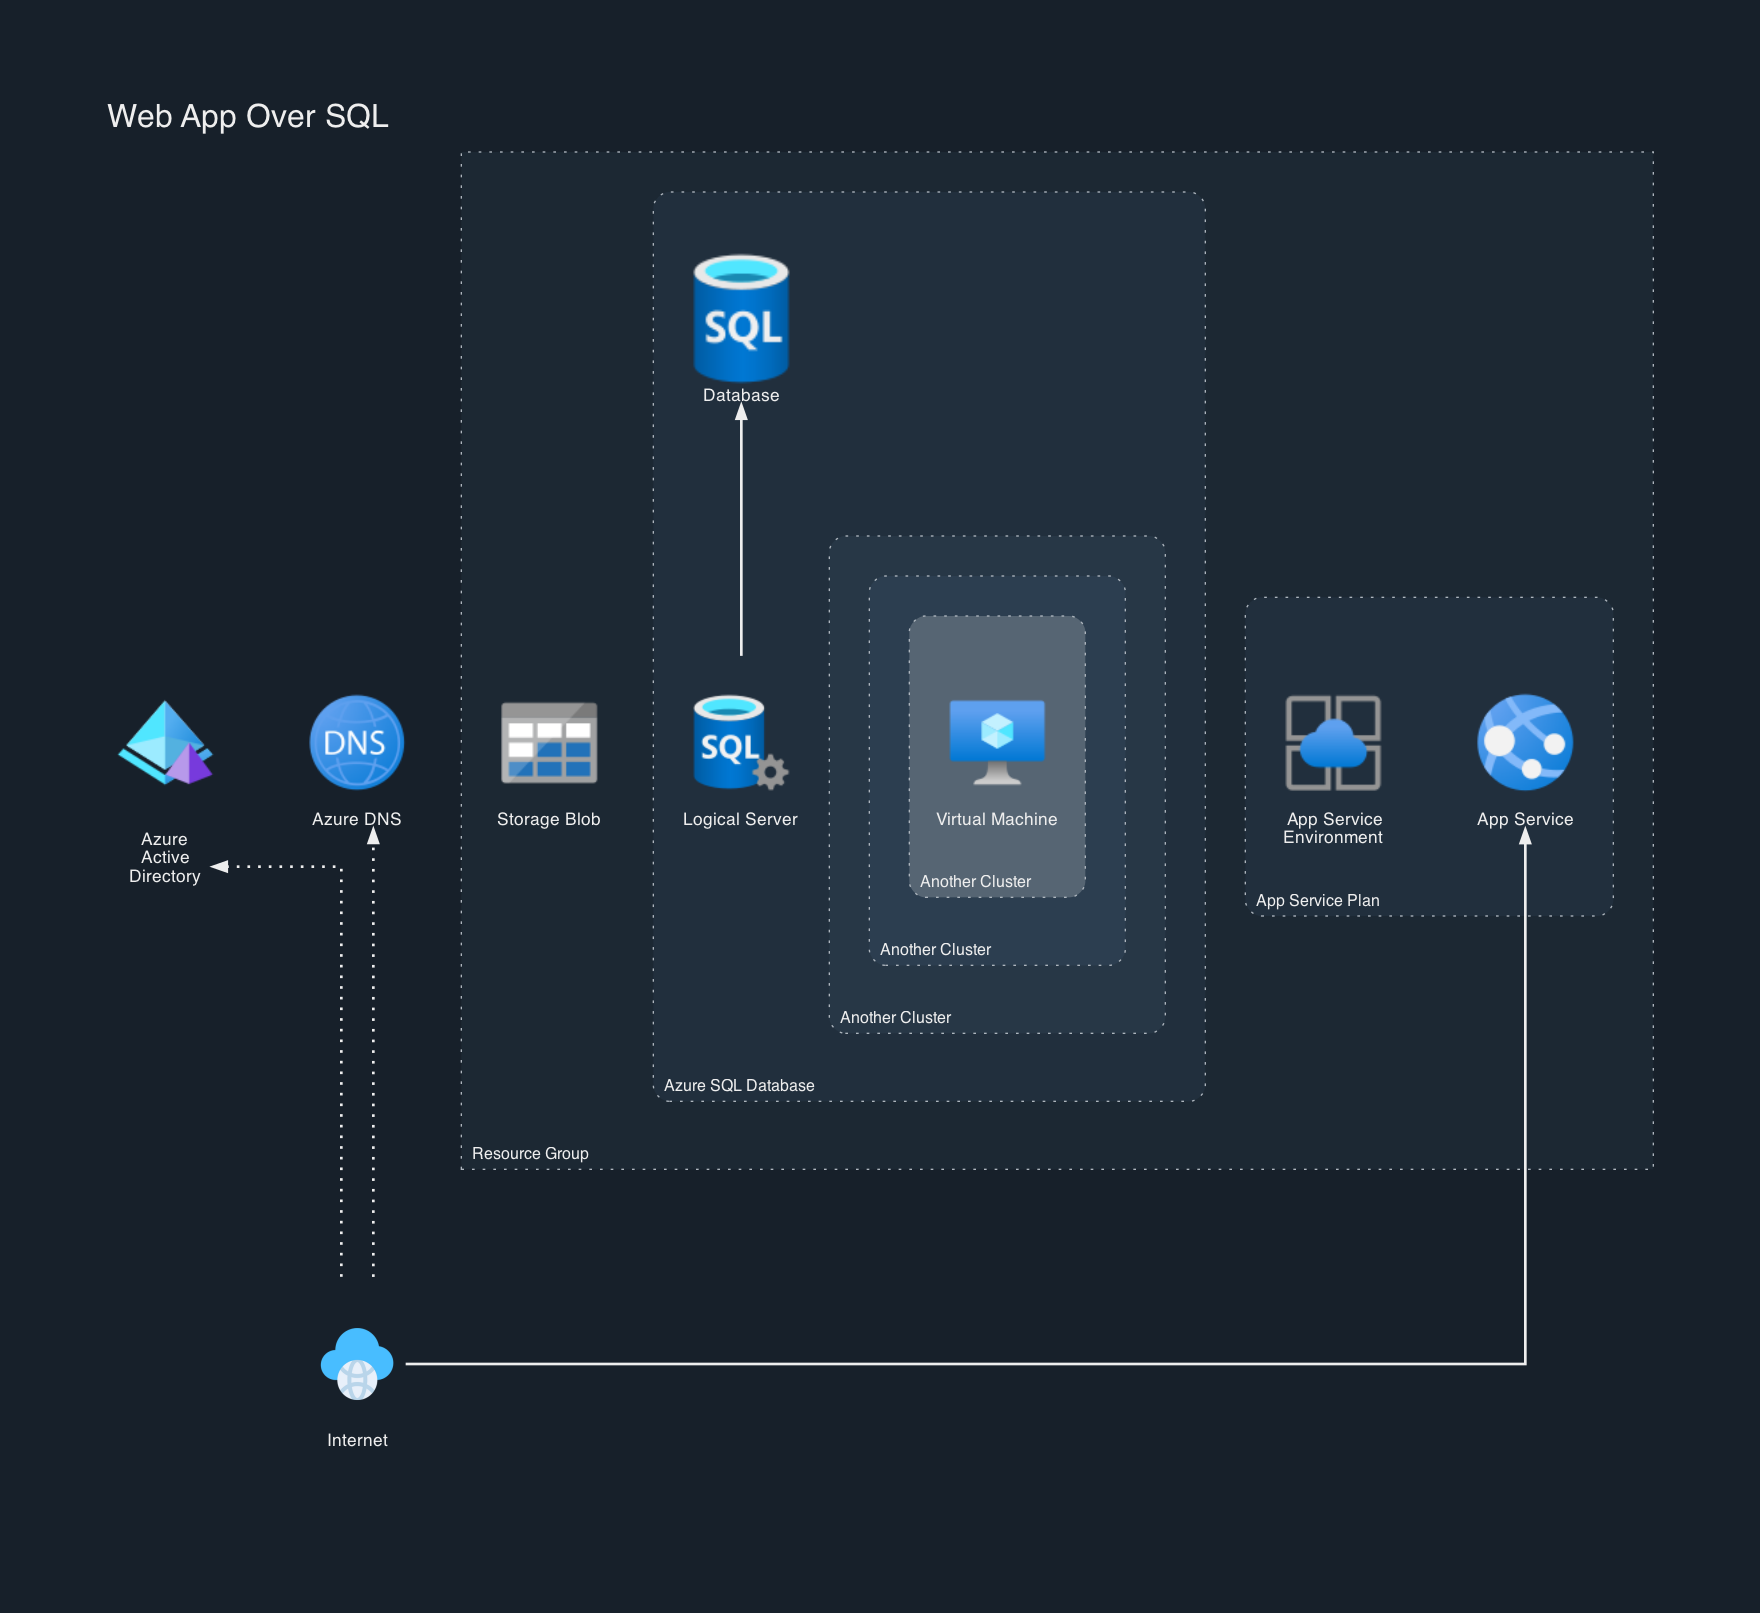 Web App Over SQL
SQL
Database
DNS
SQL
Azure DNS
Storage Blob
Logical Server
Virtual Machine
App Service
Environment
App Service
Azure
Active
Directory
Another Cluster
App Service Plan
Another Cluster
Another Cluster
Azure SQL Database
Resource Group
Internet